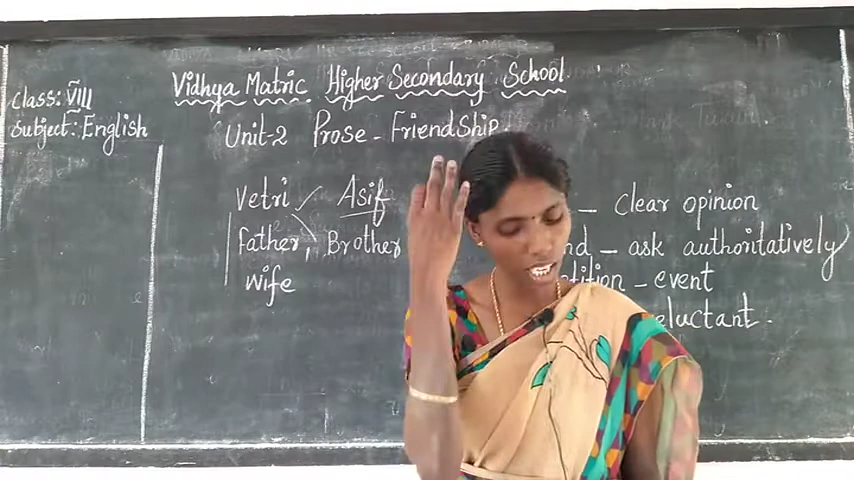 Vidhya Matric Higher Secondary School
Class: VIII
Subject: English
Unit-2 Prose - Friendship
Vetri Asif
Father, Brother
Wife
– clear opinion
nd – ask authoritatively
tition – event
eluctant.